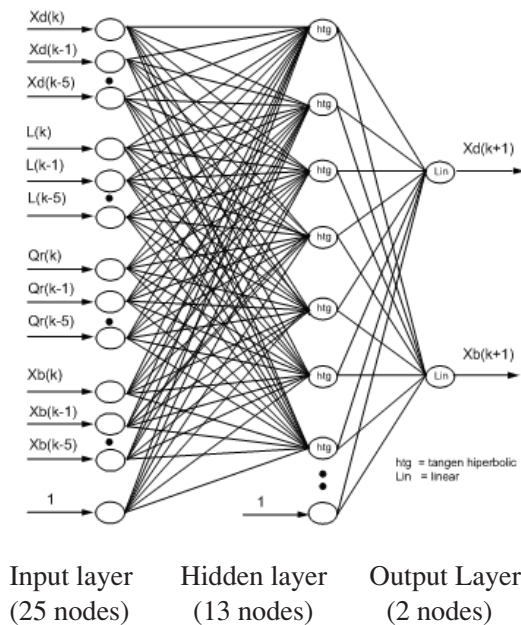 Xd(k)
Xd(k-1)
Xd(k-5)
L(k)
L(k-1)
L(k-5)
Qr(k)
Qr(k-1)
Qr(k-5)
Xb(k)
Xb(k-1)
Xb(k-5)
1
htg
htg
htg
htg
htg
htg
htg
1
Lin
Xd(k+1)
Lin
Xb(k+1)
htg = tangen hiperbolic
Lin = linear
Input layer Hidden layer Output Layer
(25 nodes) (13 nodes) (2 nodes)